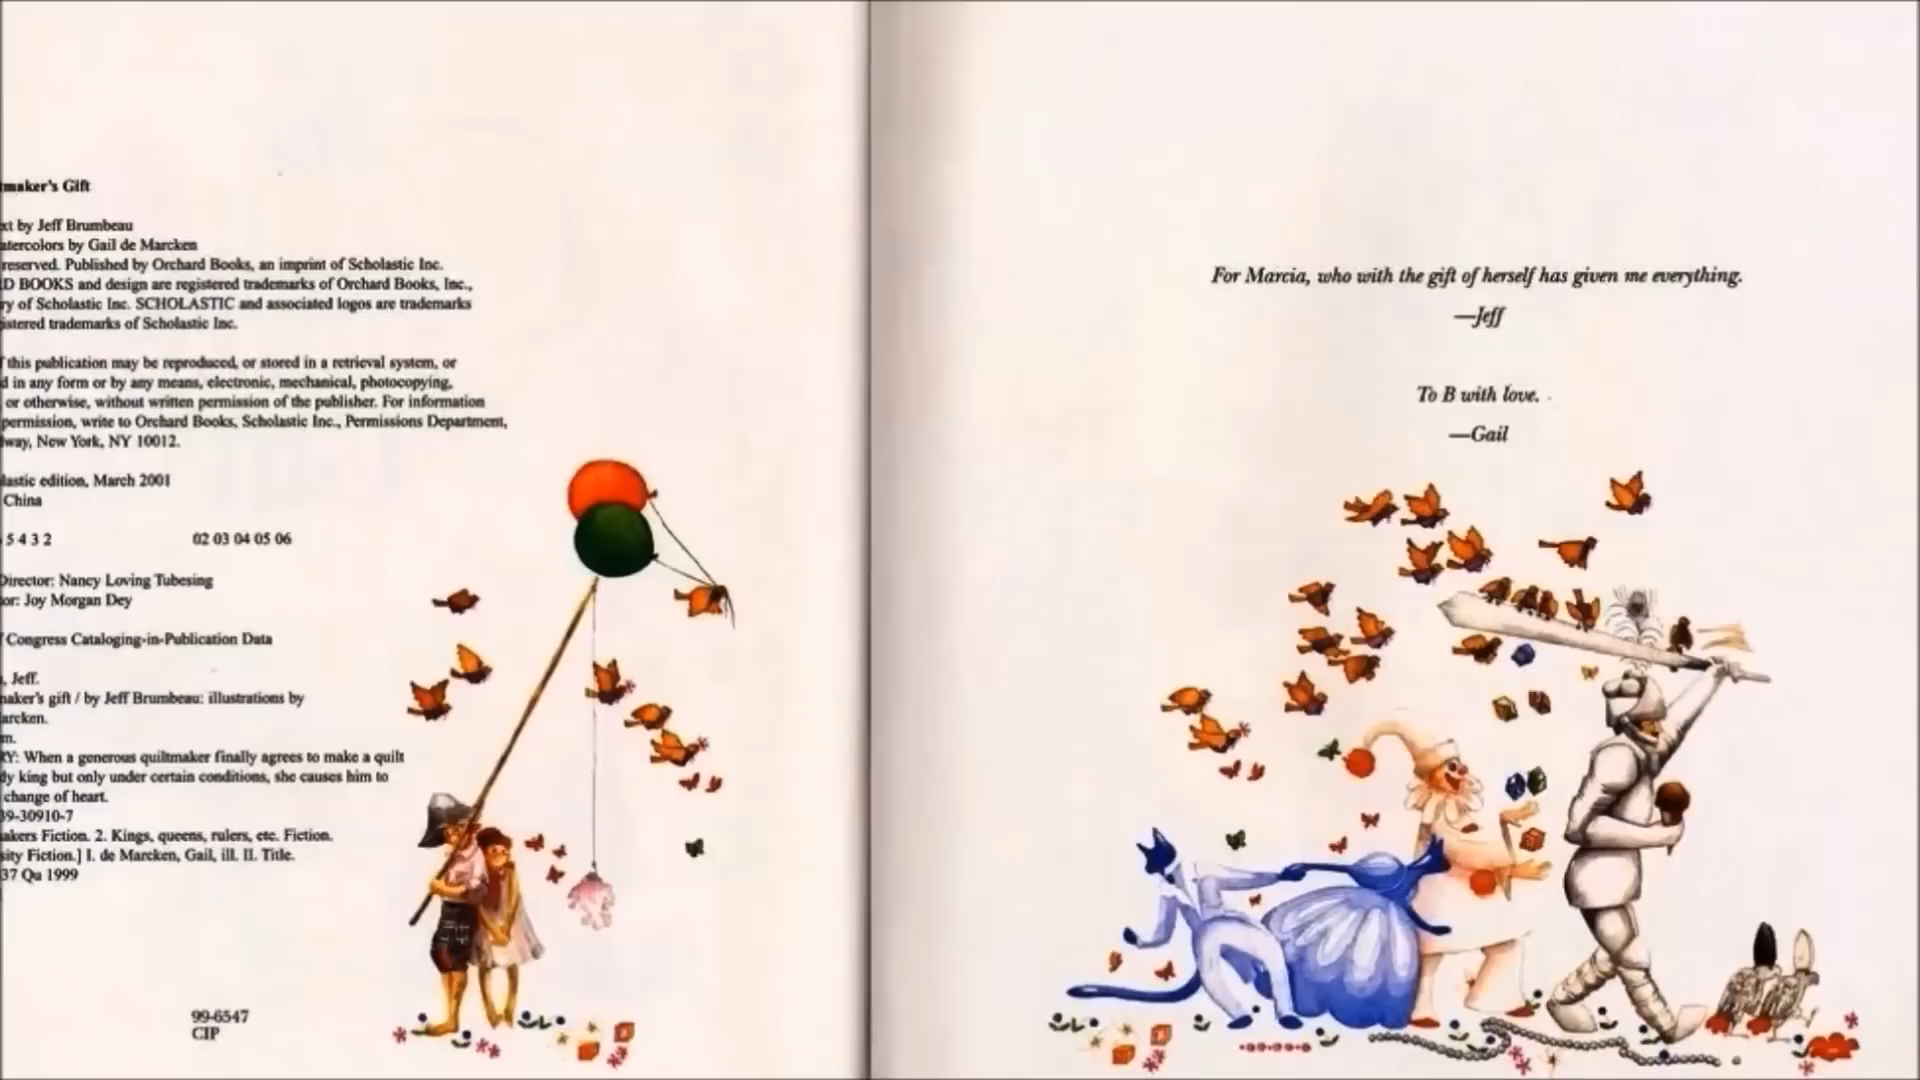 maker's Gift
xt by Jeff Brumbeau
atercolors by Gail de Marcken
reserved. Published by Orchard Books, an imprint of Scholastic Inc.
D BOOKS and design are registered trademarks of Orchard Books, Inc.,
ry of Scholastic Inc. SCHOLASTIC and associated logos are trademarks
istered trademarks of Scholastic Inc.
f this publication may be reproduced, or stored in a retrieval system, or
d in any form or by any means, electronic, mechanical, photocopying,
or otherwise, without written permission of the publisher. For information
permission, write to Orchard Books, Scholastic Inc., Permissions Department,
way, New York, NY 10012.
lastic edition, March 2001
China
5 4 3 2 02 03 04 05 06
Director: Nancy Loving Tubesing
or: Joy Morgan Dey
f Congress Cataloging-in-Publication Data
, Jeff.
naker's gift / by Jeff Brumbeau: illustrations by
arcken.
m.
RY: When a generous quiltmaker finally agrees to make a quilt
dy king but only under certain conditions, she causes him to
change of heart.
39-30910-7
akers Fiction. 2. Kings, queens, rulers, etc. Fiction.
sity Fiction.] I. de Marcken, Gail, ill. II. Title.
37 Qu 1999
99-6547
CIP
For Marcia, who with the gift of herself has given me everything.
—Jeff
To B with love.
—Gail